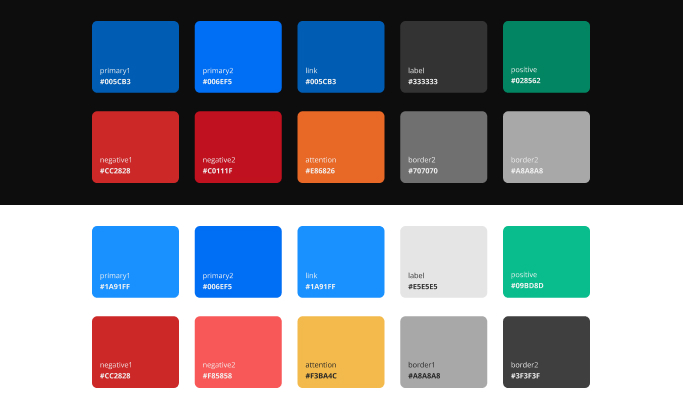 primary1
#005CB3
primary2
#006EF5
link
#005CB3
label
#333333
positive
#028562
negative1
#CC2828
negative2
#C0111F
attention
#E86826
border2
#707070
border2
#A8A8A8
primary1
#1A91FF
primary2
#006EF5
link
#1A91FF
label
#E5E5E5
positive
#09BD8D
negative1
#CC2828
negative2
#F85858
attention
#F3BA4C
border1
#A8A8A8
border2
#3F3F3F